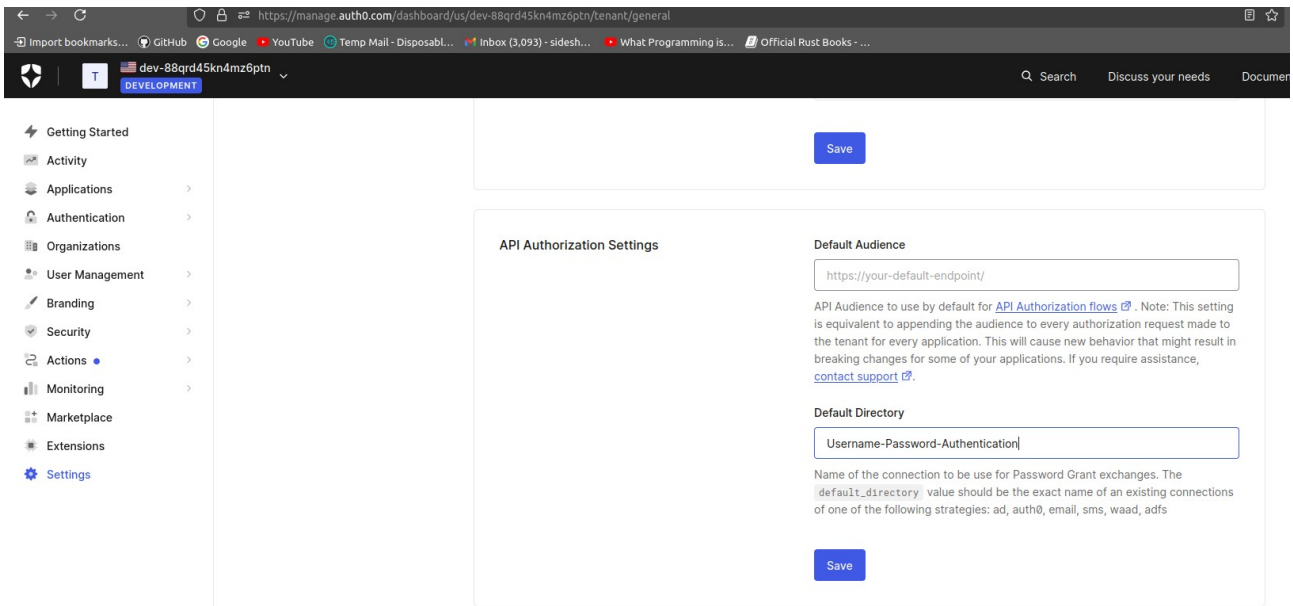 https://manage.auth0.com/dashboard/us/dev-88qrd45kn4mz6ptn/tenant/general
Import bookmarks... GitHub Google YouTube Temp Mail - Disposabl... Inbox (3,093) - sidesh... What Programming is... Official Rust Books - ...
T
dev-88qrd45kn4mz6ptn
DEVELOPMENT
Search Discuss your needs Documen
Getting Started
Activity
Applications
Authentication
Organizations
User Management
Branding
Security
Actions
Monitoring
Marketplace
Extensions
Settings
Save
API Authorization Settings
Default Audience
https://your-default-endpoint/
API Audience to use by default for API Authorization flows . Note: This setting
is equivalent to appending the audience to every authorization request made to
the tenant for every application. This will cause new behavior that might result in
breaking changes for some of your applications. If you require assistance,
contact support .
Default Directory
Username-Password-Authentication
Name of the connection to be use for Password Grant exchanges. The
default_directory value should be the exact name of an existing connections
of one of the following strategies: ad, auth0, email, sms, waad, adfs
Save